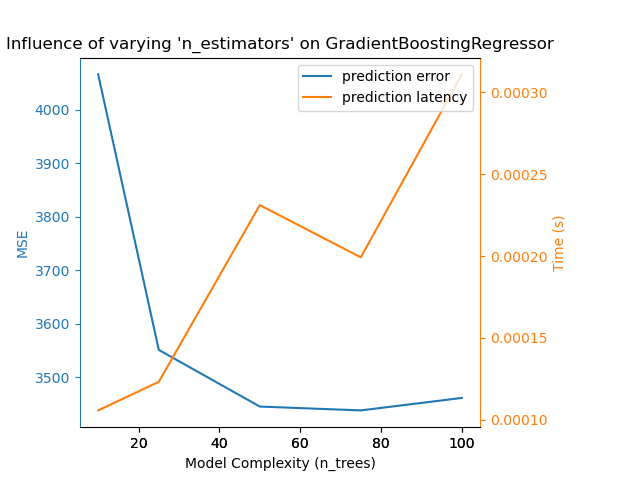 Influence of varying 'n_estimators' on GradientBoostingRegressor
prediction error
prediction latency
MSE
4000
3900
3800
3700
3600
3500
0.00030
0.00025
0.00020
0.00015
0.00010
Time (s)
20
40
60
80
100
Model Complexity (n_trees)